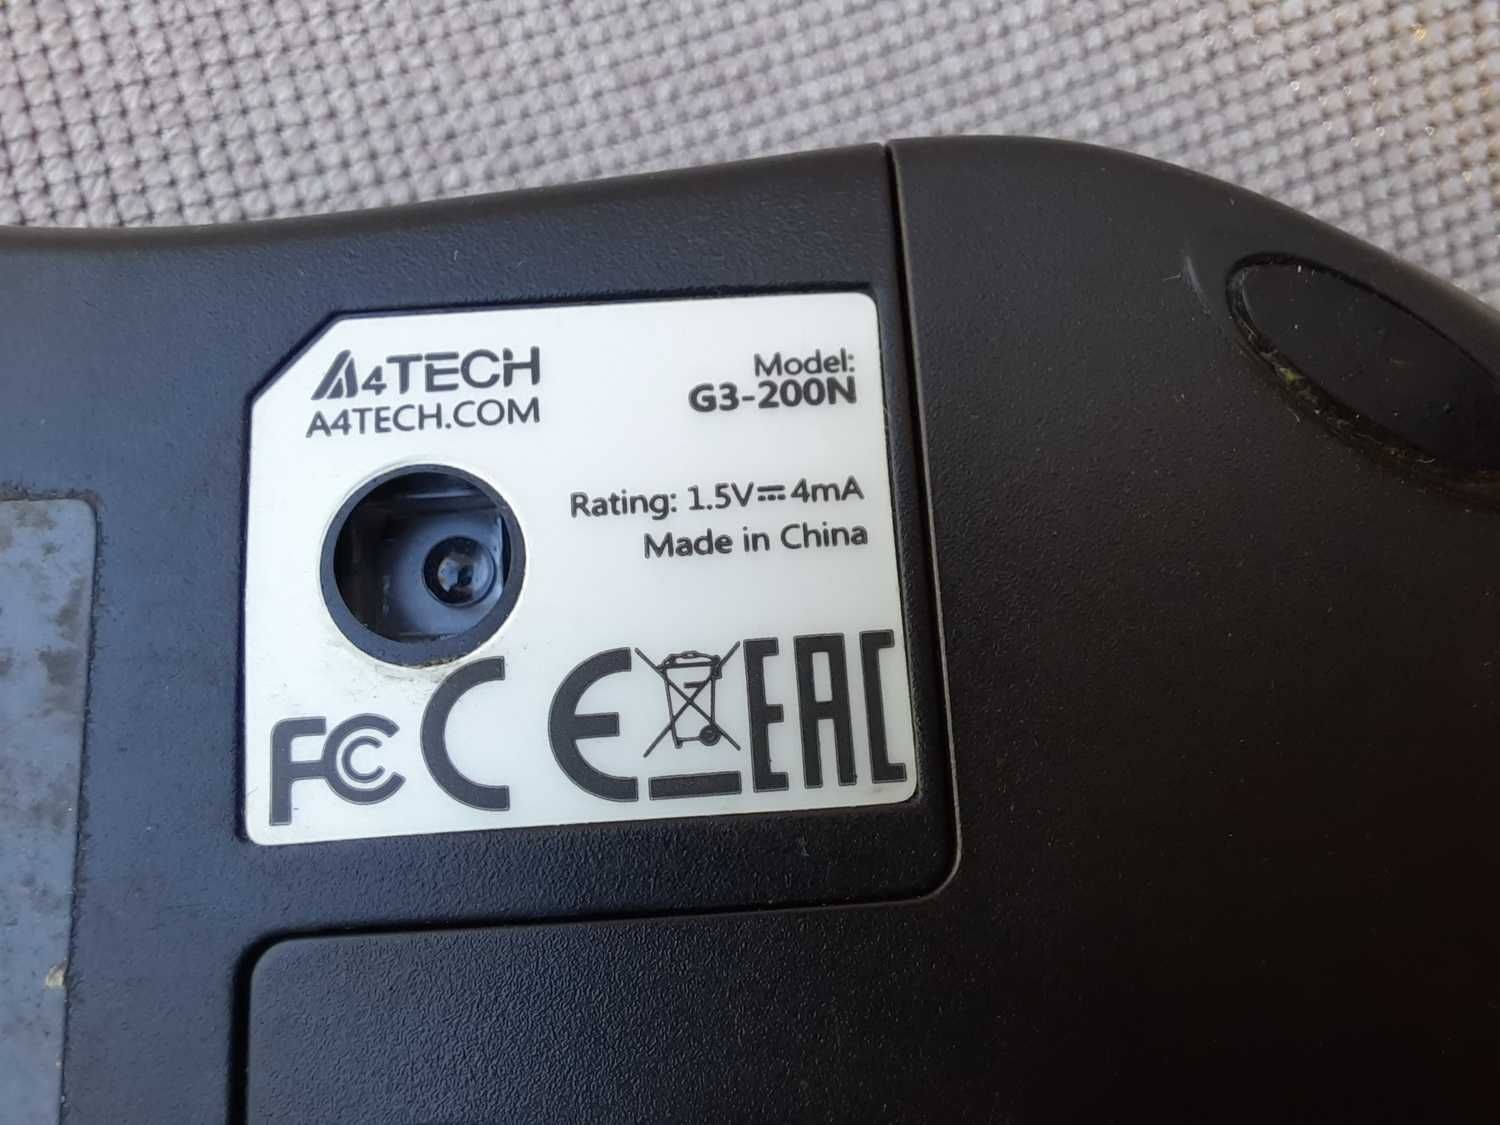 A4TECH
A4TECH.COM
Model:
G3-200N
Rating: 1.5V⎓4mA
Made in China
FC CE EAC